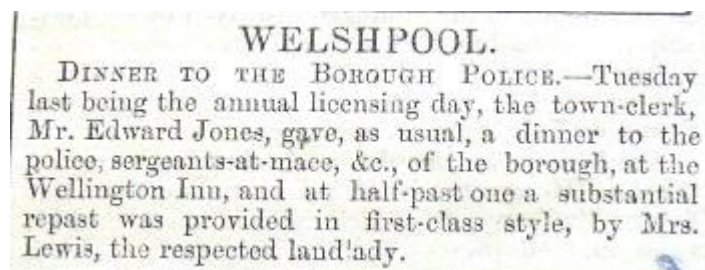 WELSHPOOL.
DINNER TO THE BOROUGH POLICE.—Tuesday
last being the annual licensing day, the town-clerk,
Mr. Edward Jones, gave, as usual, a dinner to the
police, sergeants-at-mace, &c., of the borough, at the
Wellington Inn, and at half-past one a substantial
repast was provided in first-class style, by Mrs.
Lewis, the respected land'ady.